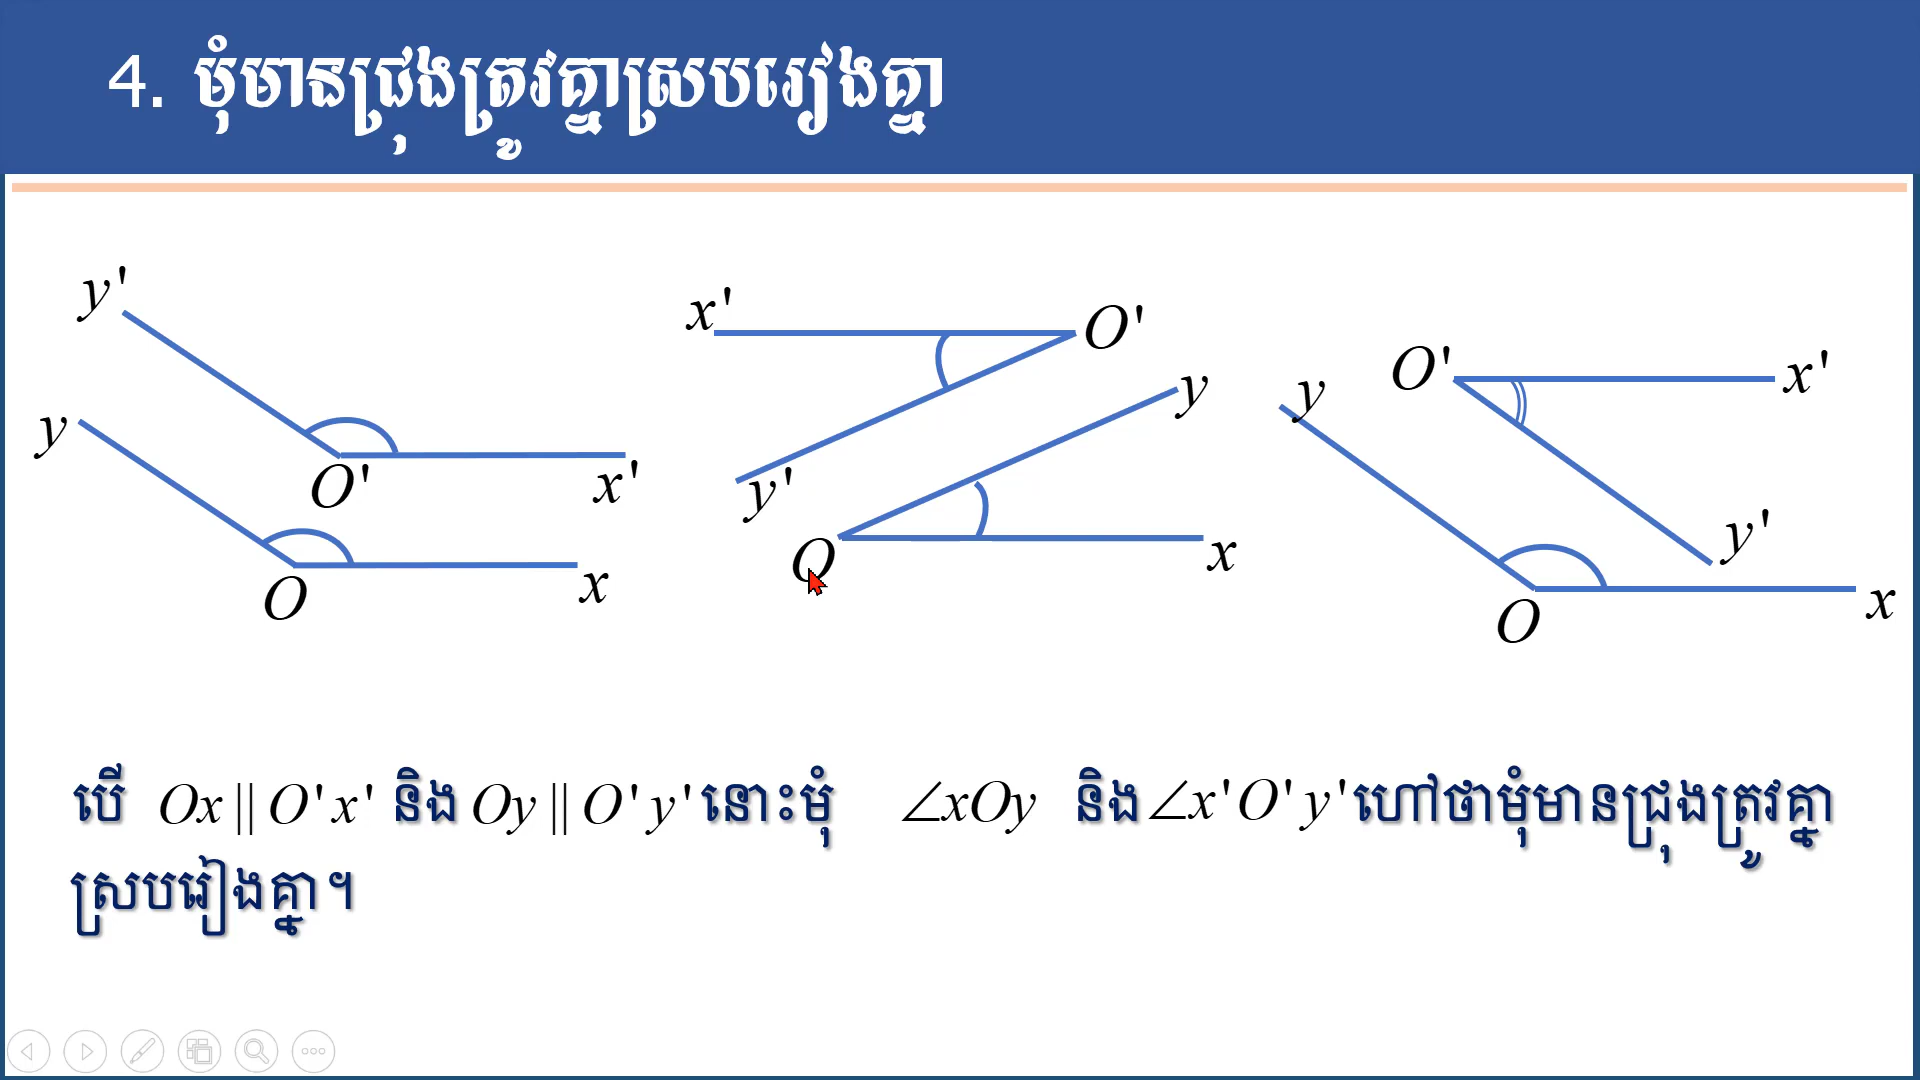 4. មុំមានជ្រុងត្រូវគ្នាស្របរៀងគ្នា
y'
y
O'
x'
O
x
x'
O'
y
y'
O
x
O'
x'
y
y'
O
x
បើ Ox || O'x' និង Oy || O'y' នោះមុំ ∠xOy និង ∠x'O'y' ហៅថាមុំមានជ្រុងត្រូវគ្នា
ស្របរៀងគ្នា។